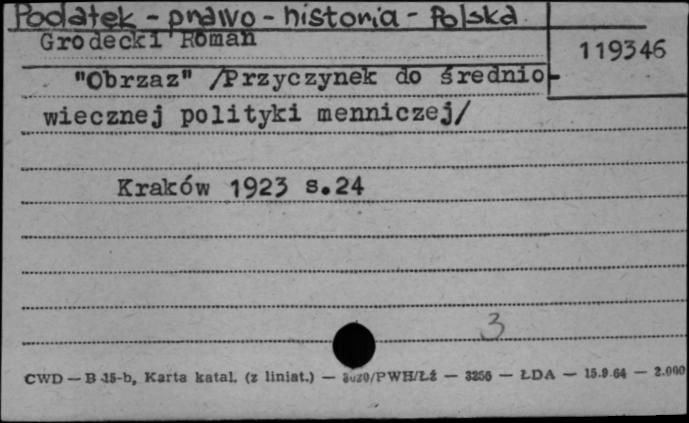 Podatek - prawo - historia - Polska
Grodecki Roman
119346
"Obrzaz" /Przyczynek do średnio-
wiecznej polityki menniczej/
Kraków 1923 s.24
3
CWD — B-15-b, Karta katal. (z liniat.) — 3020/PWH/Łź — 3256 — ŁDA — 15.9.64 — 2.000